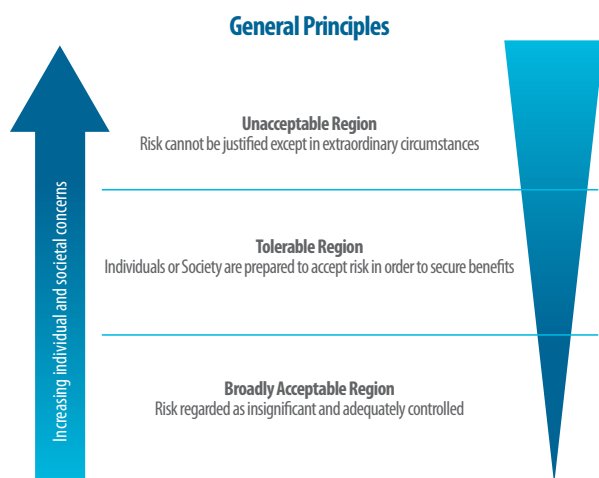 General Principles
Unacceptable Region
Risk cannot be justified except in extraordinary circumstances
Increasing individual and societal concerns
Tolerable Region
Individuals or Society are prepared to accept risk in order to secure benefits
Broadly Acceptable Region
Risk regarded as insignificant and adequately controlled